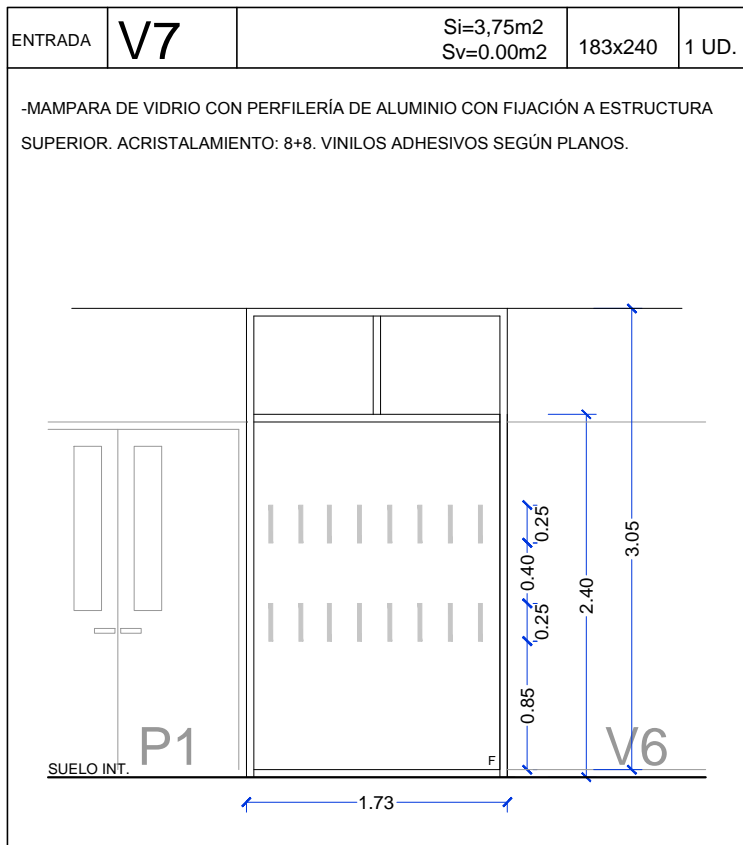 ENTRADA V7 Si=3,75m2 183x240 1 UD.
Sv=0.00m2
-MAMPARA DE VIDRIO CON PERFILERÍA DE ALUMINIO CON FIJACIÓN A ESTRUCTURA
SUPERIOR. ACRISTALAMIENTO: 8+8. VINILOS ADHESIVOS SEGÚN PLANOS.
0.25
0.40
0.25
0.85
2.40
3.05
P1
V6
F
SUELO INT.
1.73